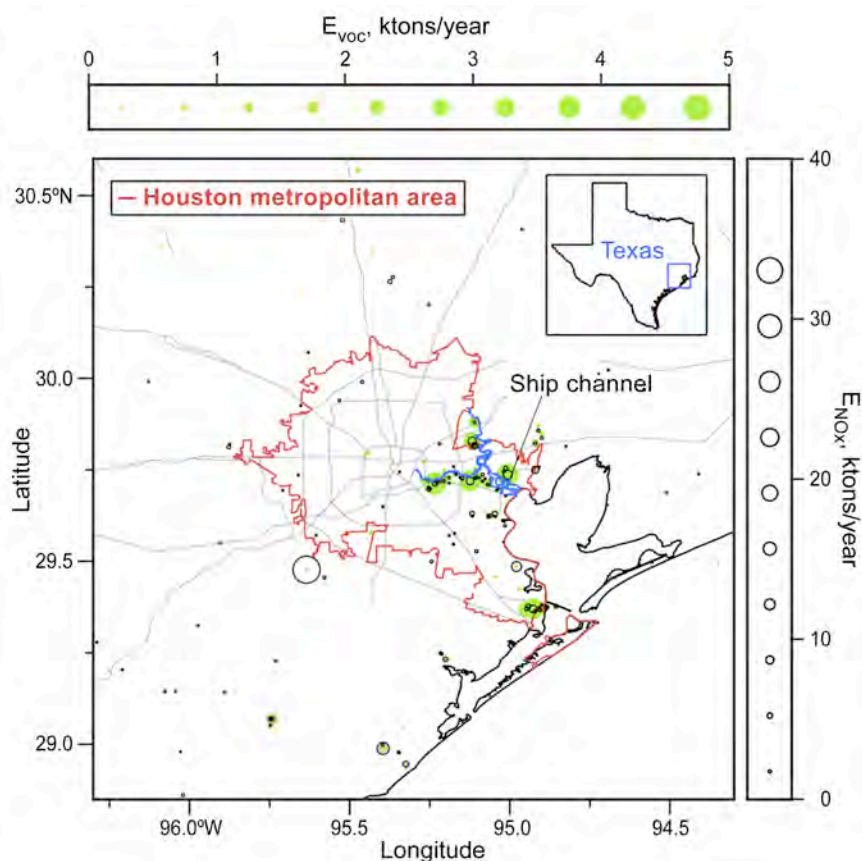 E_voc, ktons/year
0 1 2 3 4 5
— Houston metropolitan area
Texas
Ship channel
30.5ºN
30.0
29.5
29.0
Latitude
96.0ºW 95.5 95.0 94.5
Longitude
40
30
20
10
0
E_NOx, ktons/year